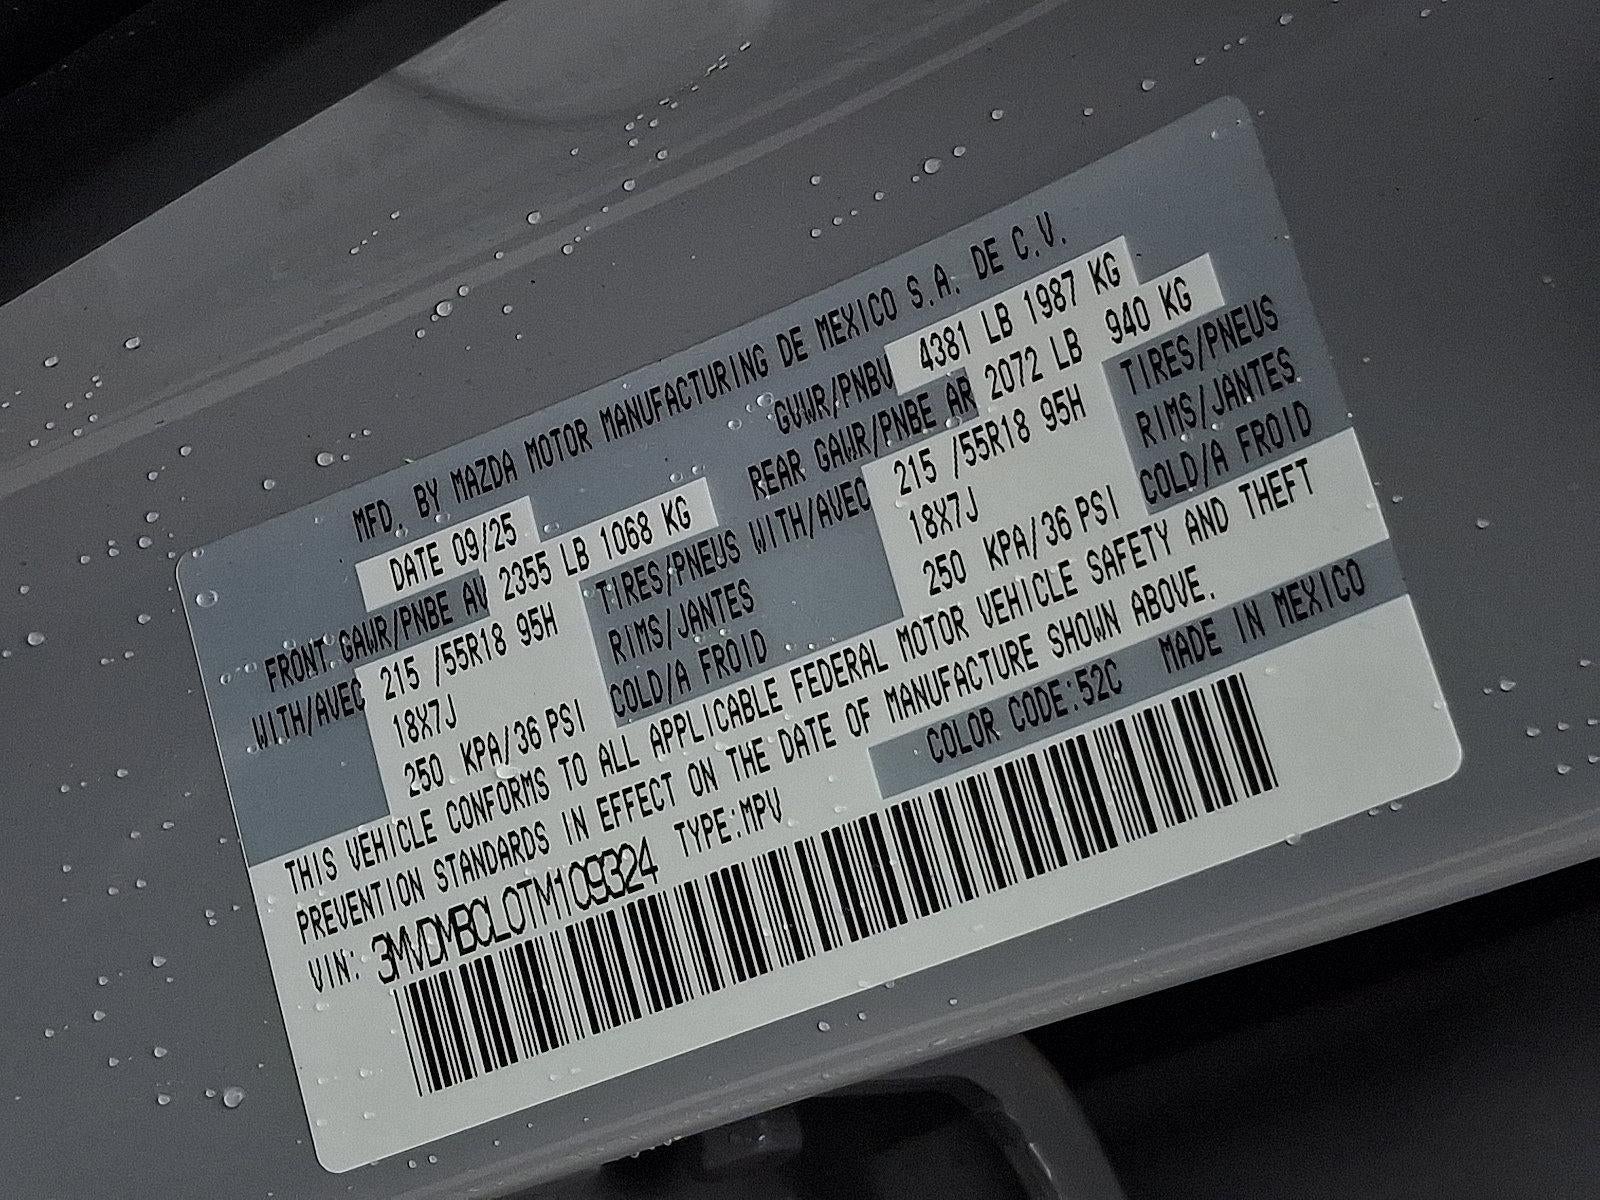 MFD. BY MAZDA MOTOR MANUFACTURING DE MEXICO S.A. DE C.V.
DATE 09/25 GVWR/PNBV 4381 LB 1987 KG
FRONT GAWR/PNBE AV 2355 LB 1068 KG REAR GAWR/PNBE AR 2072 LB 940 KG
WITH/AVEC 215 /55R18 95H TIRES/PNEUS WITH/AVEC 215 /55R18 95H TIRES/PNEUS
18X7J RIMS/JANTES 18X7J RIMS/JANTES
250 KPA/36 PSI COLD/A FROID 250 KPA/36 PSI COLD/A FROID
THIS VEHICLE CONFORMS TO ALL APPLICABLE FEDERAL MOTOR VEHICLE SAFETY AND THEFT
PREVENTION STANDARDS IN EFFECT ON THE DATE OF MANUFACTURE SHOWN ABOVE.
VIN: 3MVDMBCL0TM109324 TYPE:MPV COLOR CODE:52C MADE IN MEXICO